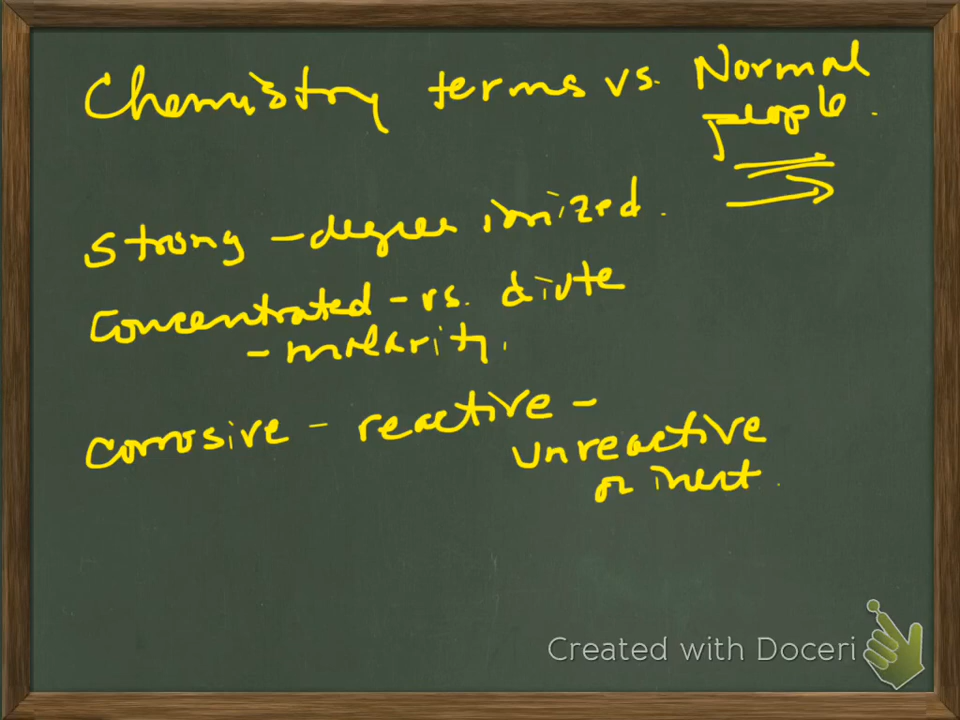 Chemistry terms vs. Normal
people.
strong - degree ionized.
concentrated - vs. dilute
- molarity.
corrosive - reactive -
unreactive
or inert.
Created with Doceri